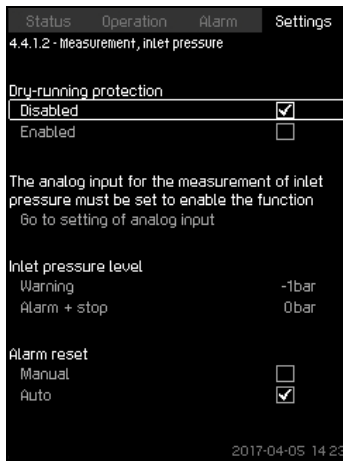 Status Operation Alarm Settings
4.4.1.2 - Measurement, inlet pressure
Dry-running protection
Disabled
Enabled
The analog input for the measurement of inlet
pressure must be set to enable the function
Go to setting of analog input
Inlet pressure level
Warning -1bar
Alarm + stop 0bar
Alarm reset
Manual
Auto
2017-04-05 14:23